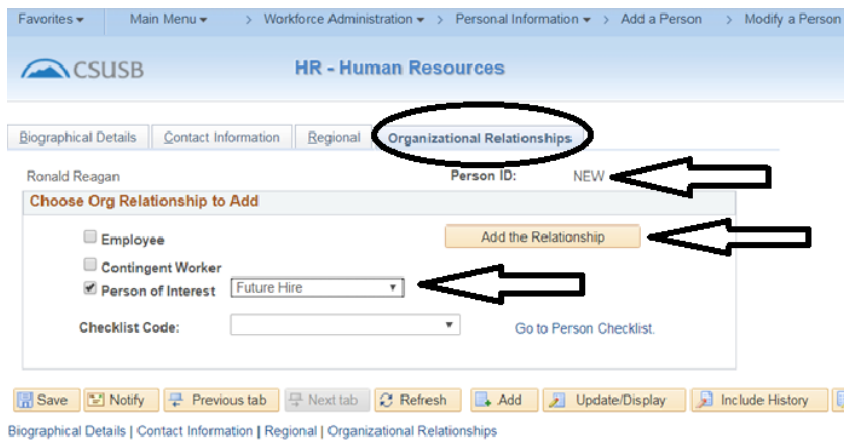 Favorites Main Menu > Workforce Administration > Personal Information > Add a Person > Modify a Person
CSUSB HR - Human Resources
Biographical Details Contact Information Regional Organizational Relationships
Ronald Reagan Person ID: NEW
Choose Org Relationship to Add
Employee Add the Relationship
Contingent Worker
Person of Interest Future Hire
Checklist Code: Go to Person Checklist.
Save Notify Previous tab Next tab Refresh Add Update/Display Include History
Biographical Details | Contact Information | Regional | Organizational Relationships